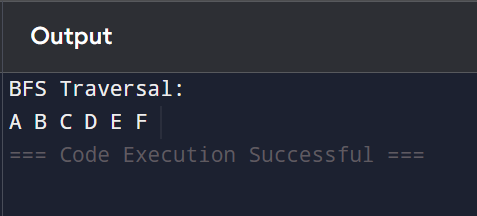 Output
BFS Traversal:
A B C D E F
=== Code Execution Successful ===